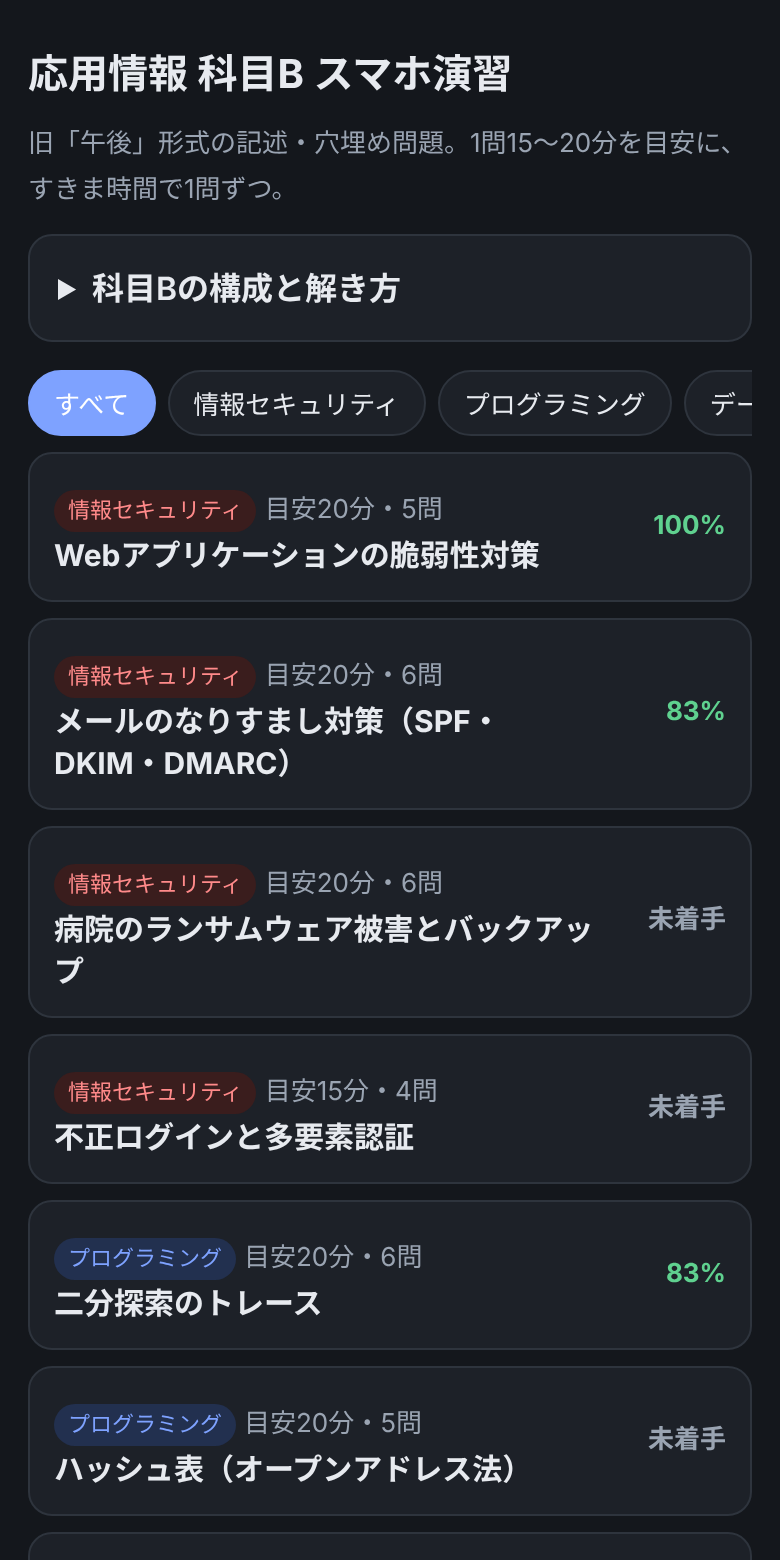 応用情報 科目B スマホ演習
旧「午後」形式の記述・穴埋め問題。1問15〜20分を目安に、
すきま時間で1問ずつ。
▶ 科目Bの構成と解き方
すべて 情報セキュリティ プログラミング デー
情報セキュリティ 目安20分・5問
Webアプリケーションの脆弱性対策
100%
情報セキュリティ 目安20分・6問
メールのなりすまし対策（SPF・
DKIM・DMARC）
83%
情報セキュリティ 目安20分・6問
病院のランサムウェア被害とバックアッ
プ
未着手
情報セキュリティ 目安15分・4問
不正ログインと多要素認証
未着手
プログラミング 目安20分・6問
二分探索のトレース
83%
プログラミング 目安20分・5問
ハッシュ表（オープンアドレス法）
未着手